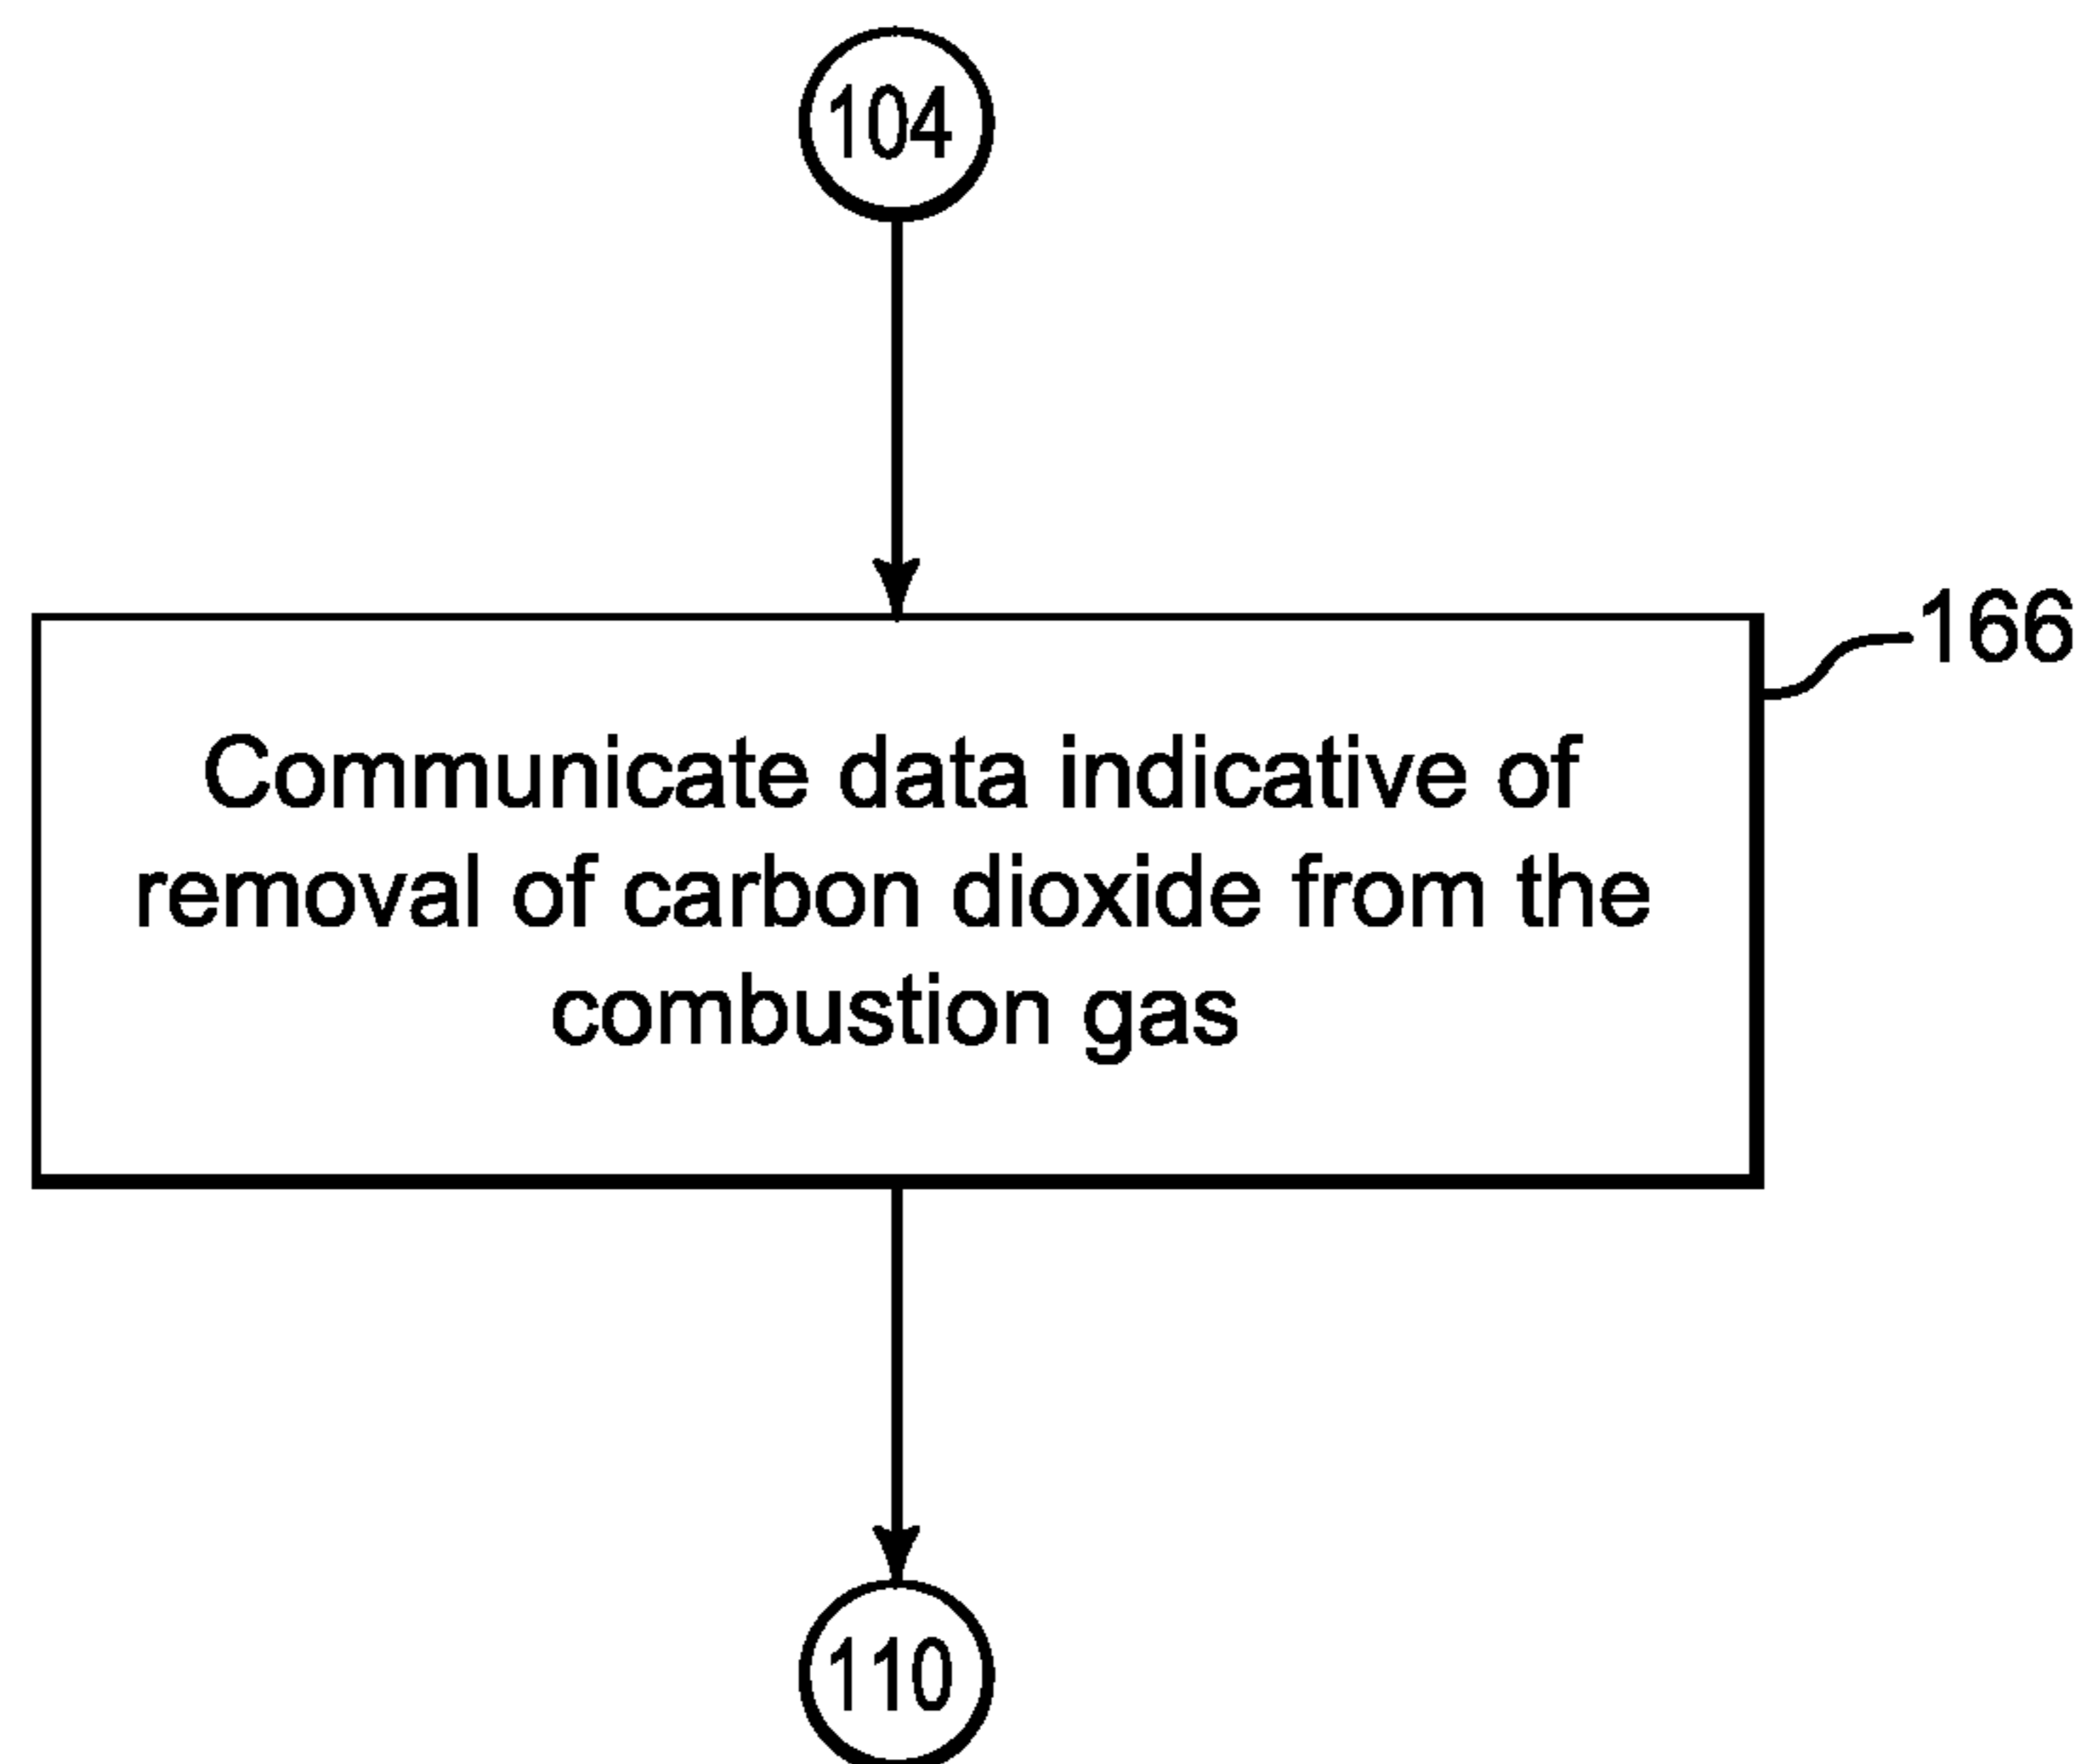 104
166
Communicate data indicative of
removal of carbon dioxide from the
combustion gas
110